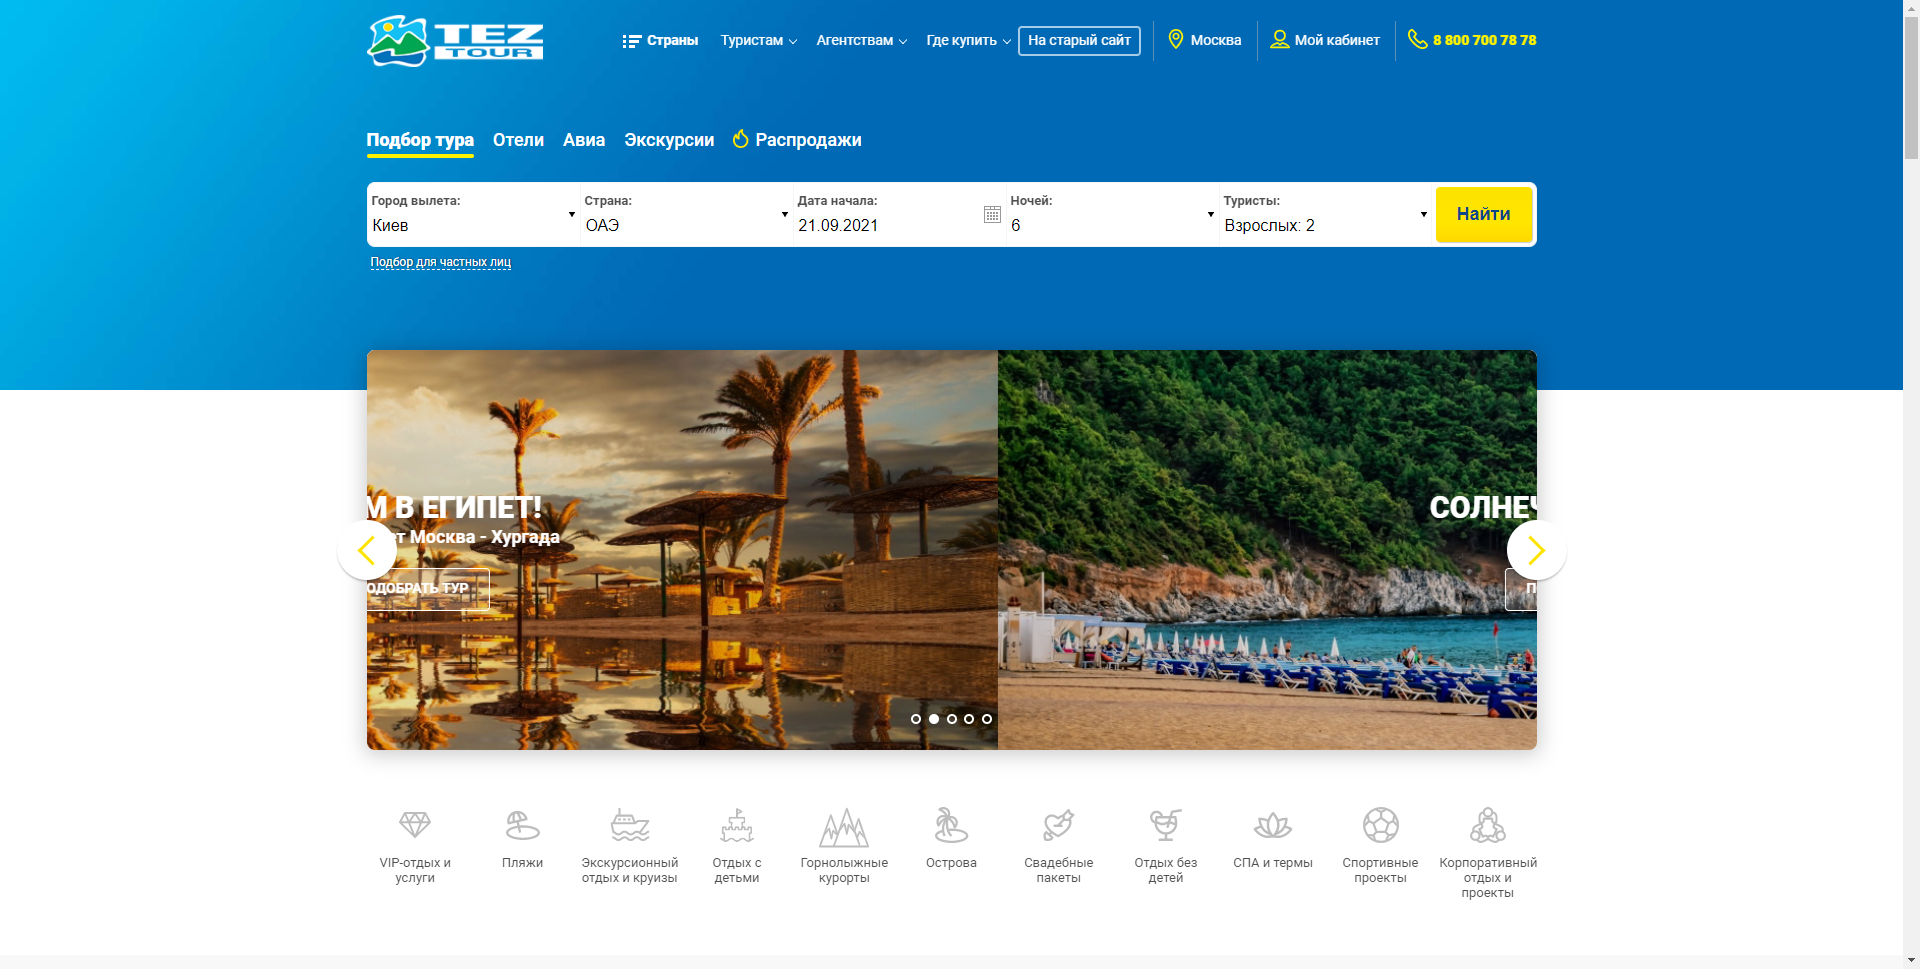 TEZ
TOUR
Страны
Туристам
Агентствам
Где купить
На старый сайт
Москва
Мой кабинет
8 800 700 78 78
Подбор тура
Отели
Авиа
Экскурсии
Распродажи
Город вылета:
Киев
Страна:
ОАЭ
Дата начала:
21.09.2021
Ночей:
6
Туристы:
Взрослых: 2
Найти
Подбор для частных лиц
М В ЕГИПЕТ!
ст Москва - Хургада
ОДОБРАТЬ ТУР
СОЛНЕЧ
П
VIP-отдых и
услуги
Пляжи
Экскурсионный
отдых и круизы
Отдых с
детьми
Горнолыжные
курорты
Острова
Свадебные
пакеты
Отдых без
детей
СПА и термы
Спортивные
проекты
Корпоративный
отдых и
проекты